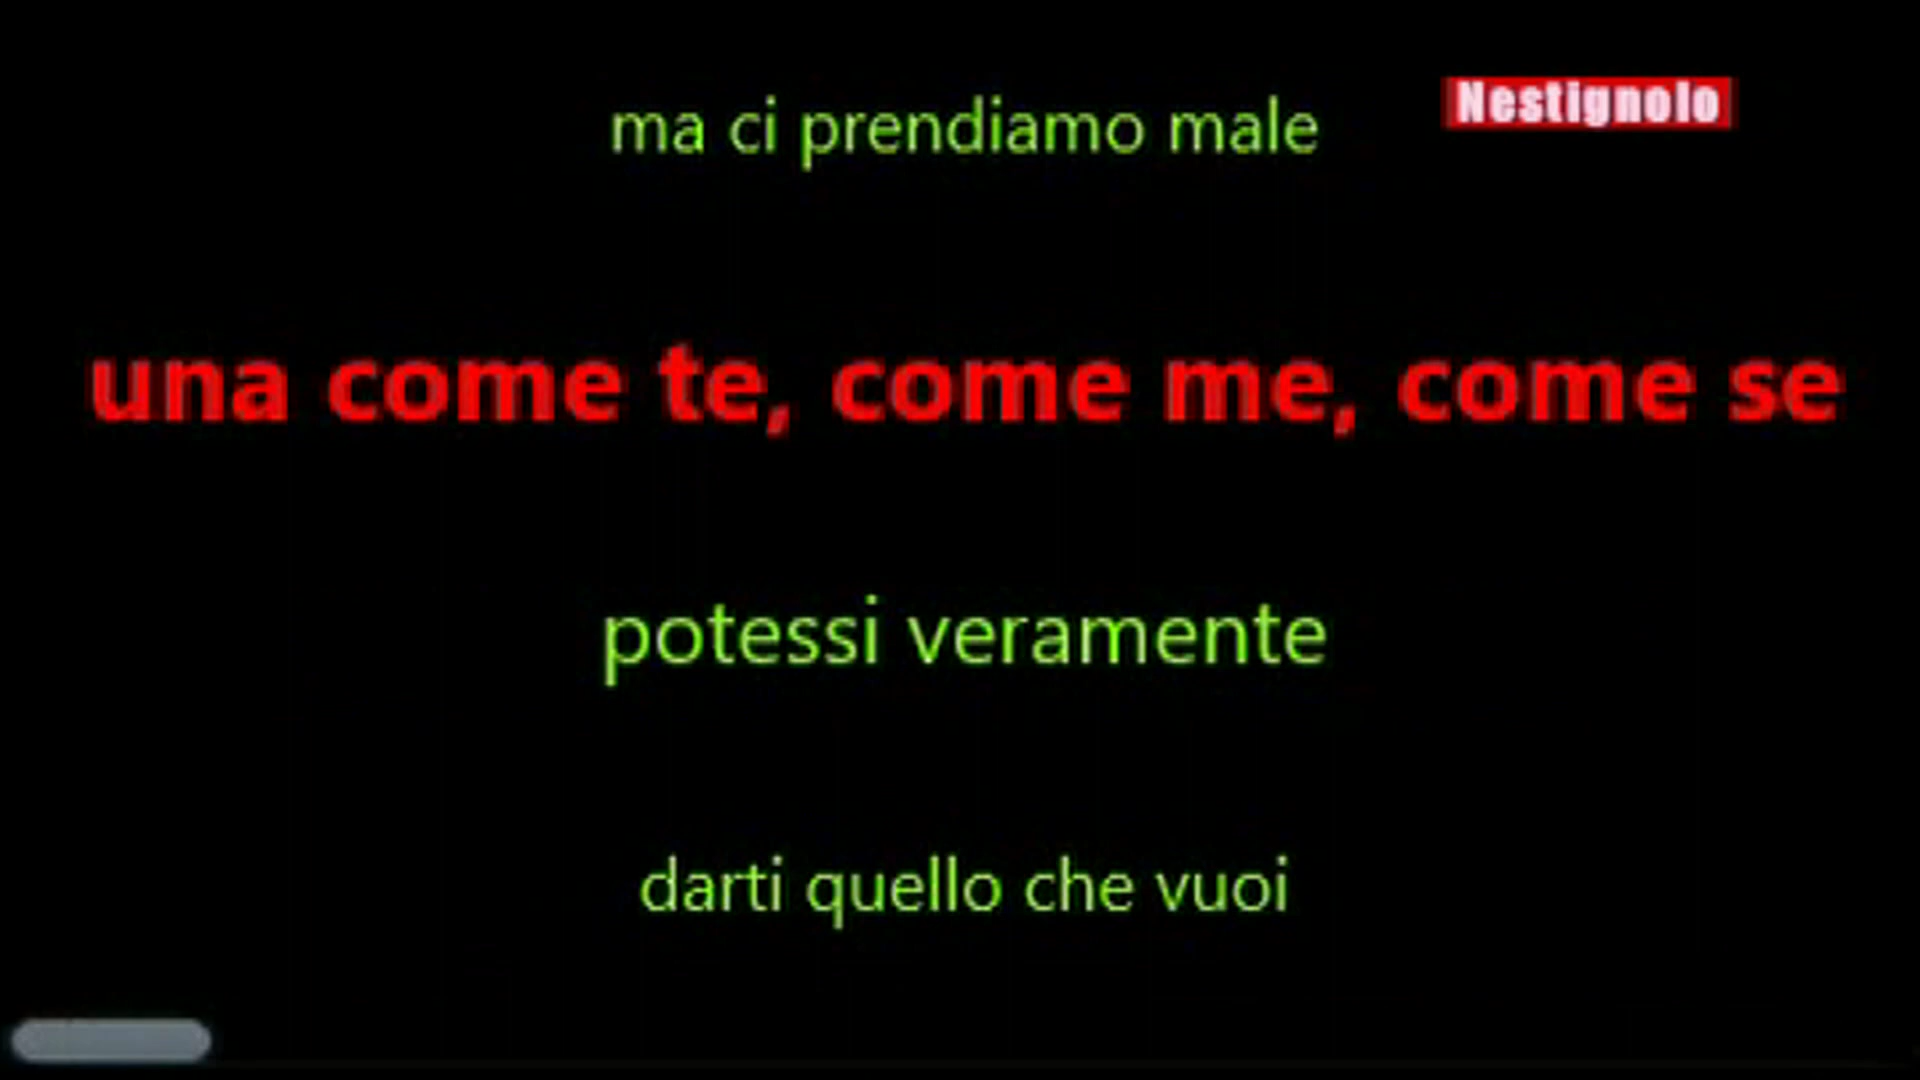 ma ci prendiamo male
Nestignolo
una come te, come me, come se
potessi veramente
darti quello che vuoi